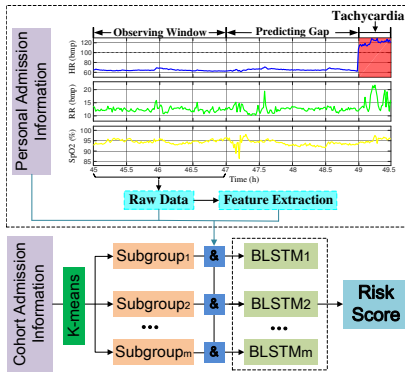 Tachycardia
Observing Window
Predicting Gap
Personal Admission
Information
HR (bmp)
120
100
80
60
RR (bmp)
20
15
10
SpO2 (%)
95
90
85
45
45.5
46
46.5
47
47.5
48
48.5
49
49.5
Time (h)
Raw Data
Feature Extraction
Cohort Admission
Information
K-means
Subgroup1
&
BLSTM1
Subgroup2
&
BLSTM2
...
...
Subgroupm
&
BLSTMm
Risk
Score